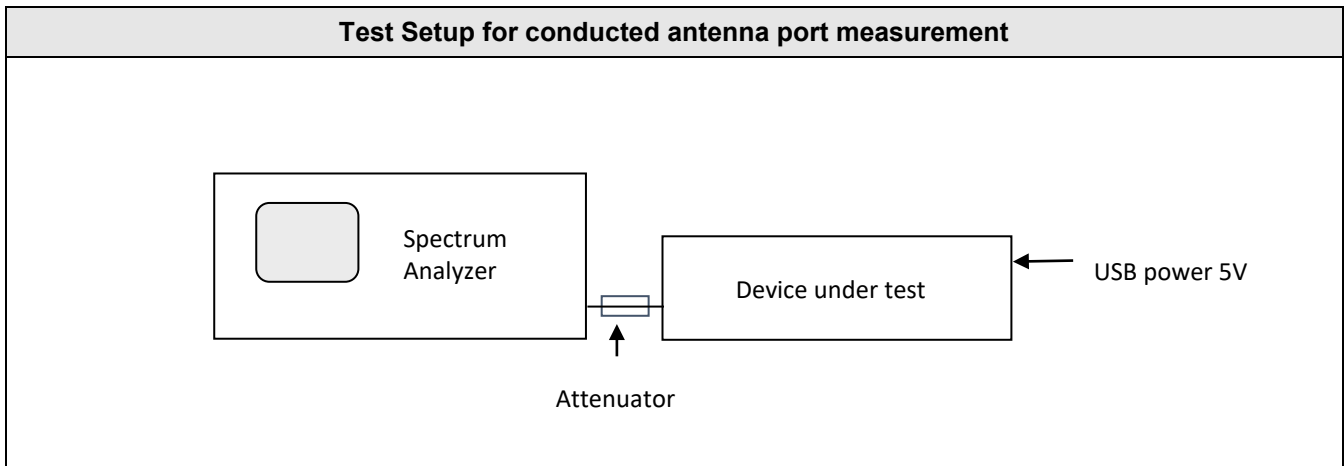 Test Setup for conducted antenna port measurement
Spectrum
Analyzer
Device under test
USB power 5V
Attenuator